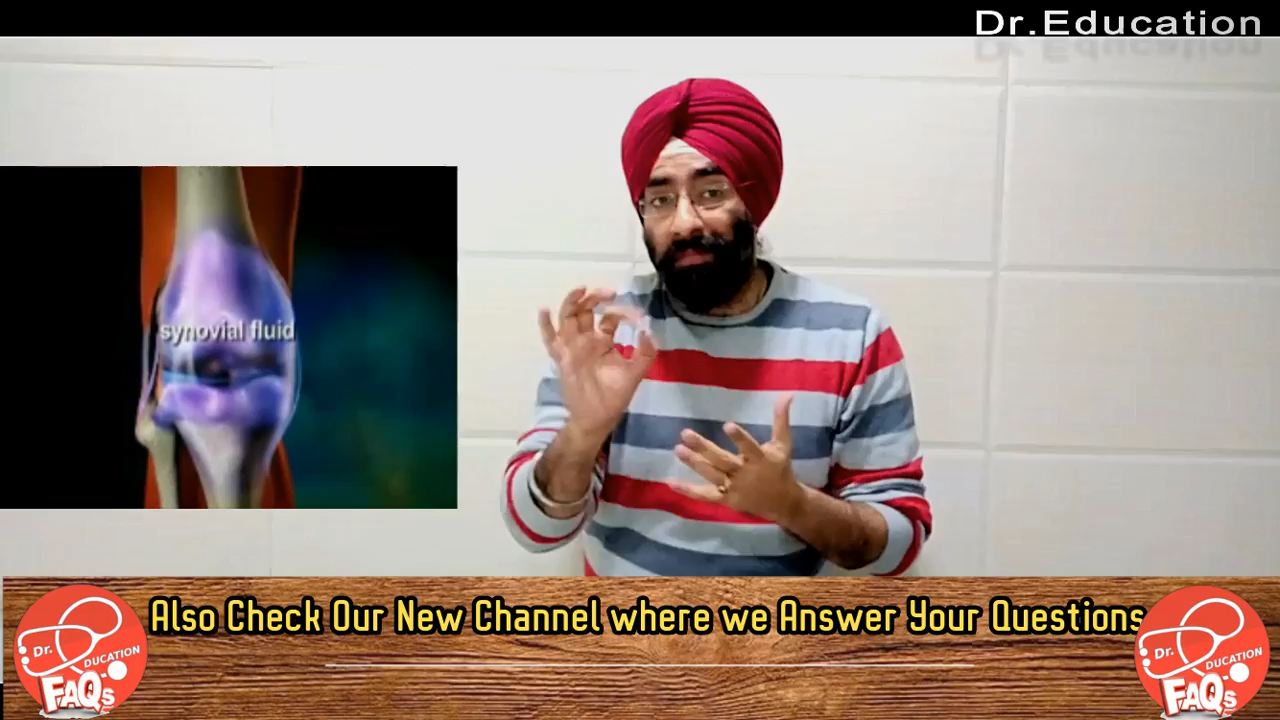 Dr.Education
synovial fluid
Also Check Our New Channel where we Answer Your Questions
Dr.
DUCATION
FAQs
Dr.
DUCATION
FAQs